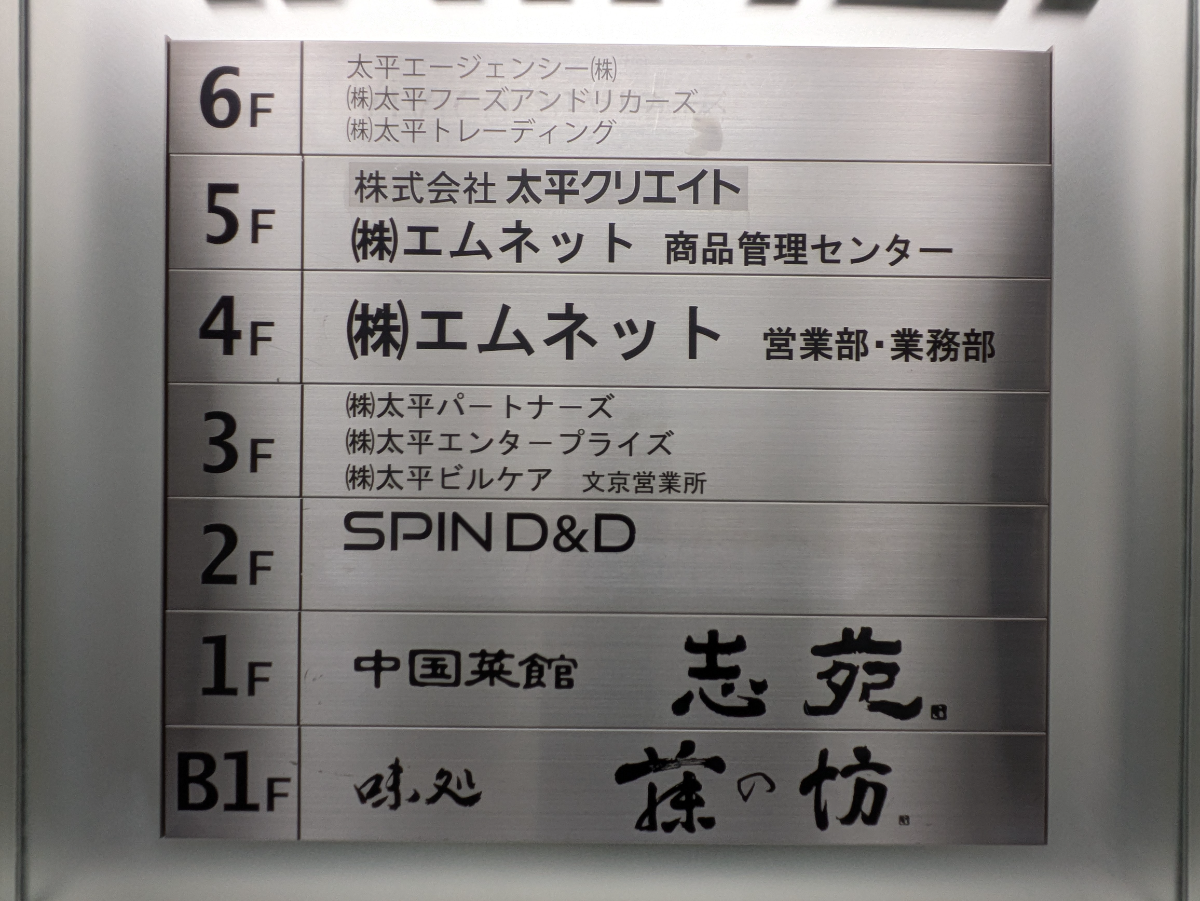 6F
太平エージェンシー㈱
㈱太平フーズアンドリカーズ
㈱太平トレーディング
5F
株式会社 太平クリエイト
㈱エムネット 商品管理センター
4F
㈱エムネット 営業部・業務部
3F
㈱太平パートナーズ
㈱太平エンタープライズ
㈱太平ビルケア 文京営業所
2F
SPIN D&D
1F
中国菜館 志苑
B1F
味処 の坊